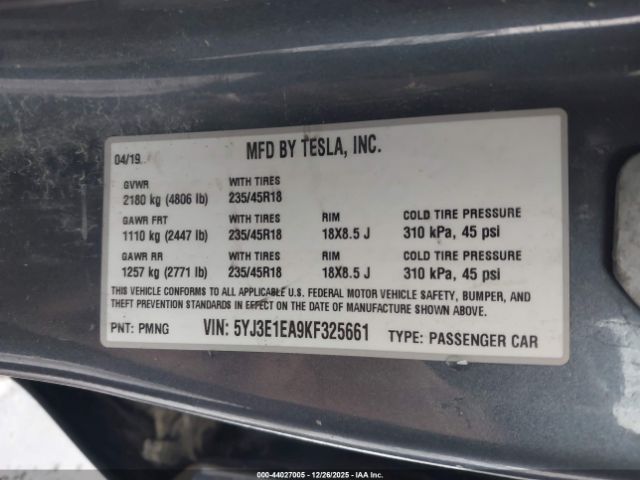 MFD BY TESLA, INC.
04/19
GVWR WITH TIRES
2180 kg (4806 lb) 235/45R18
GAWR FRT WITH TIRES RIM COLD TIRE PRESSURE
1110 kg (2447 lb) 235/45R18 18X8.5 J 310 kPa, 45 psi
GAWR RR WITH TIRES RIM COLD TIRE PRESSURE
1257 kg (2771 lb) 235/45R18 18X8.5 J 310 kPa, 45 psi
THIS VEHICLE CONFORMS TO ALL APPLICABLE U.S. FEDERAL MOTOR VEHICLE SAFETY, BUMPER, AND
THEFT PREVENTION STANDARDS IN EFFECT ON THE DATE OF MANUFACTURE SHOWN ABOVE.
PNT: PMNG VIN: 5YJ3E1EA9KF325661 TYPE: PASSENGER CAR
000-44027005 - 12/26/2025 - IAAI.com